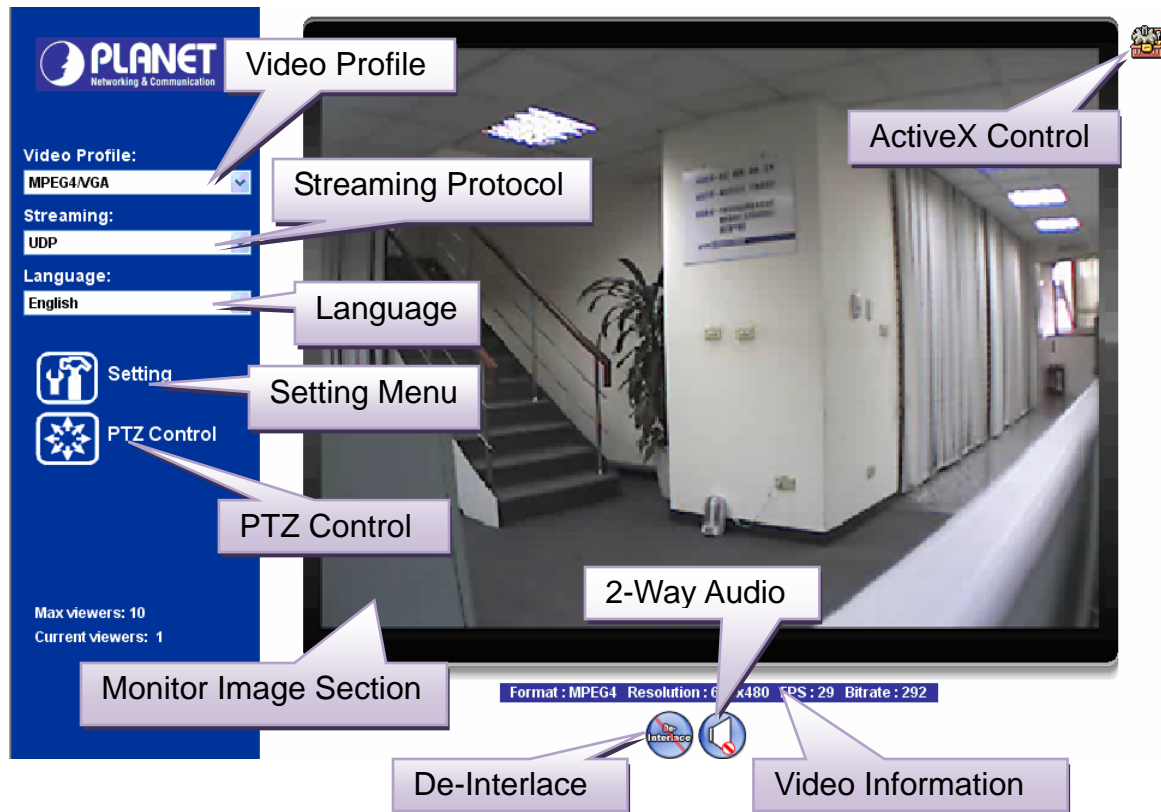 PLANET
Networking & Communication
Video Profile
ActiveX Control
Video Profile:
MPEG4/VGA
Streaming Protocol
Streaming:
UDP
Language:
English
Language
Setting
Setting Menu
PTZ Control
PTZ Control
2-Way Audio
Max viewers: 10
Current viewers: 1
Monitor Image Section
Format : MPEG4 Resolution : x480 FPS : 29 Bitrate : 292
De-Interlace
De-Interlace
Video Information